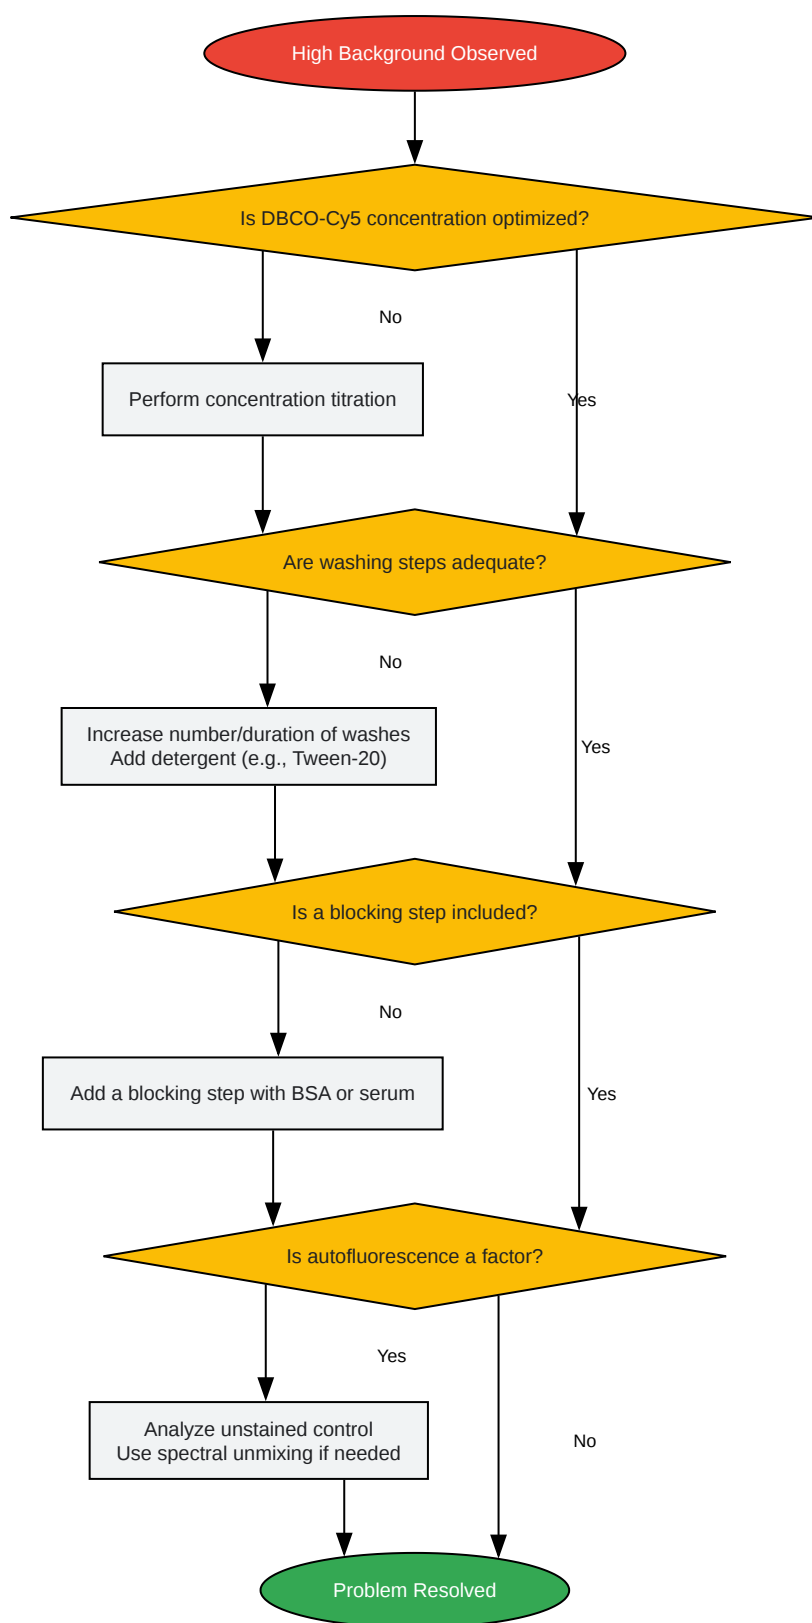 High Background Observed
Is DBCO-Cy5 concentration optimized?
No
Perform concentration titration
Yes
Are washing steps adequate?
No
Increase number/duration of washes
Add detergent (e.g., Tween-20)
Yes
Is a blocking step included?
No
Add a blocking step with BSA or serum
Yes
Is autofluorescence a factor?
Yes
Analyze unstained control
Use spectral unmixing if needed
No
Problem Resolved